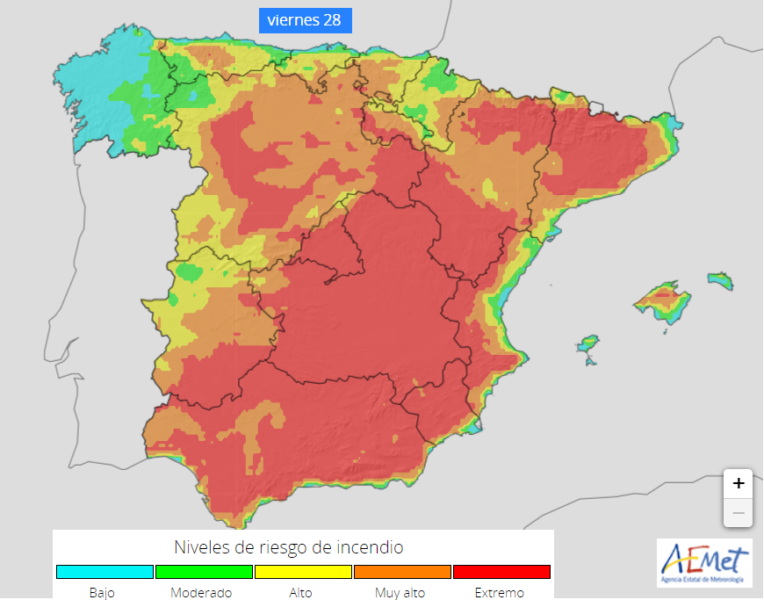 viernes 28
+
−
Niveles de riesgo de incendio
Bajo
Moderado
Alto
Muy alto
Extremo
AEMet
Agencia Estatal de Meteorología